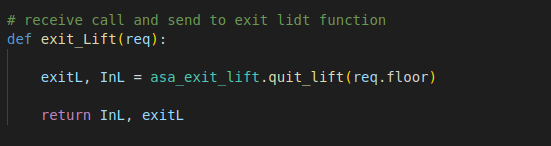 # receive call and send to exit lidt function
def exit_Lift(req):
exitL, InL = asa_exit_lift.quit_lift(req.floor)
return InL, exitL